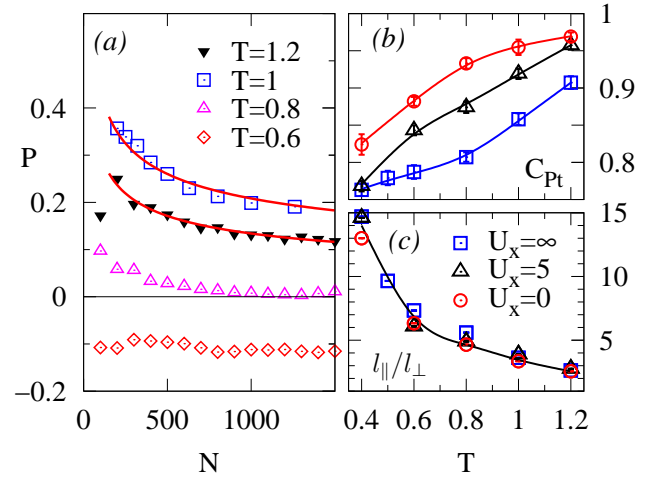 (a)
T=1.2
T=1
T=0.8
T=0.6
P
0.4
0.2
0
−0.2
0 500 1000
N
(b)
1
0.9
0.8
C_Pt
(c)
U_x=∞
U_x=5
U_x=0
15
10
5
l_∥/l_⊥
0.4 0.6 0.8 1 1.2
T